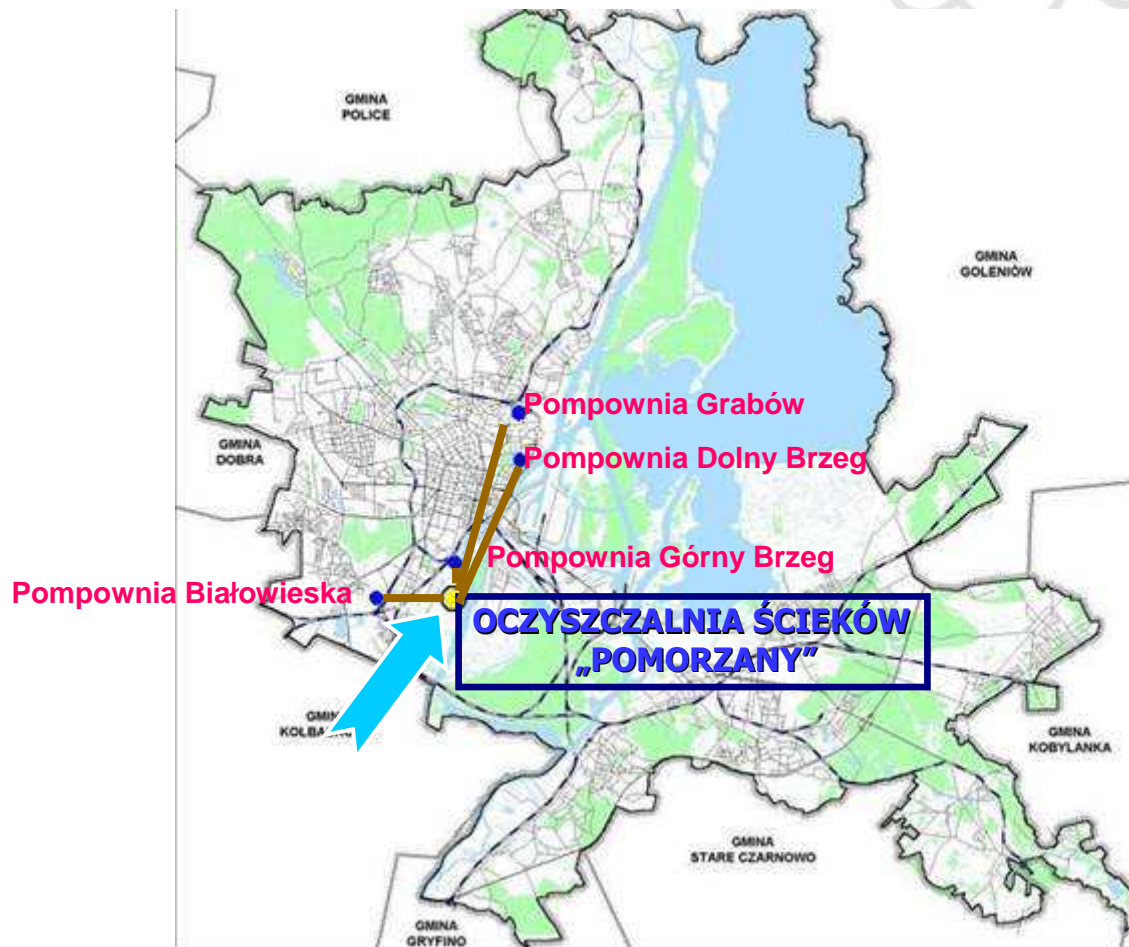 GMINA
POLICE
GMINA
GOLENIÓW
Pompownia Grabów
GMINA
DOBRA
Pompownia Dolny Brzeg
Pompownia Górny Brzeg
Pompownia Białowieska
OCZYSZCZALNIA ŚCIEKÓW
„POMORZANY”
GMINA
GMINA
KOBYLANKA
GMINA
STARE CZARNOWO
GMINA
GRYFINO